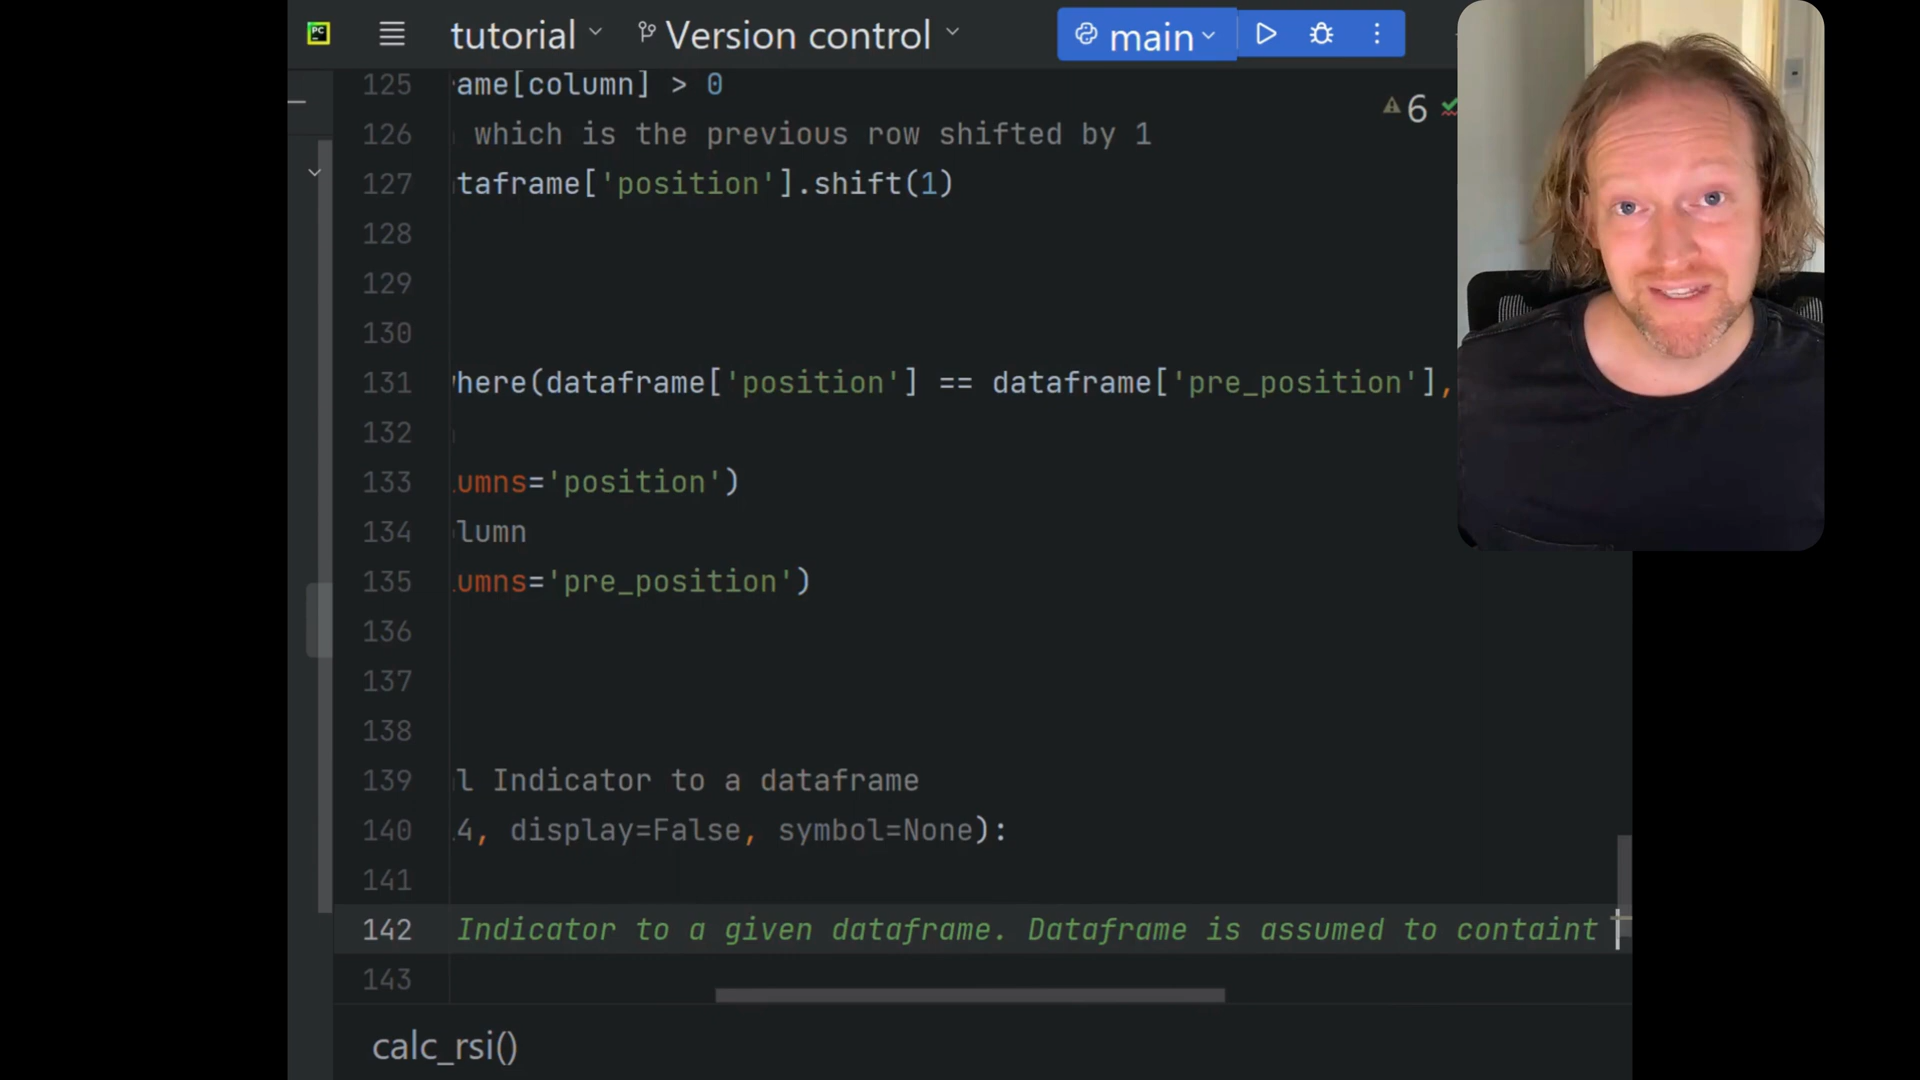 PC
tutorial
Version control
main
125 ame[column] > 0
6
126 which is the previous row shifted by 1
127 taframe['position'].shift(1)
128
129
130
131 here(dataframe['position'] == dataframe['pre_position'],
132
133 umns='position')
134 lumn
135 umns='pre_position')
136
137
138
139 l Indicator to a dataframe
140 4, display=False, symbol=None):
141
142 Indicator to a given dataframe. Dataframe is assumed to containt
143
calc_rsi()